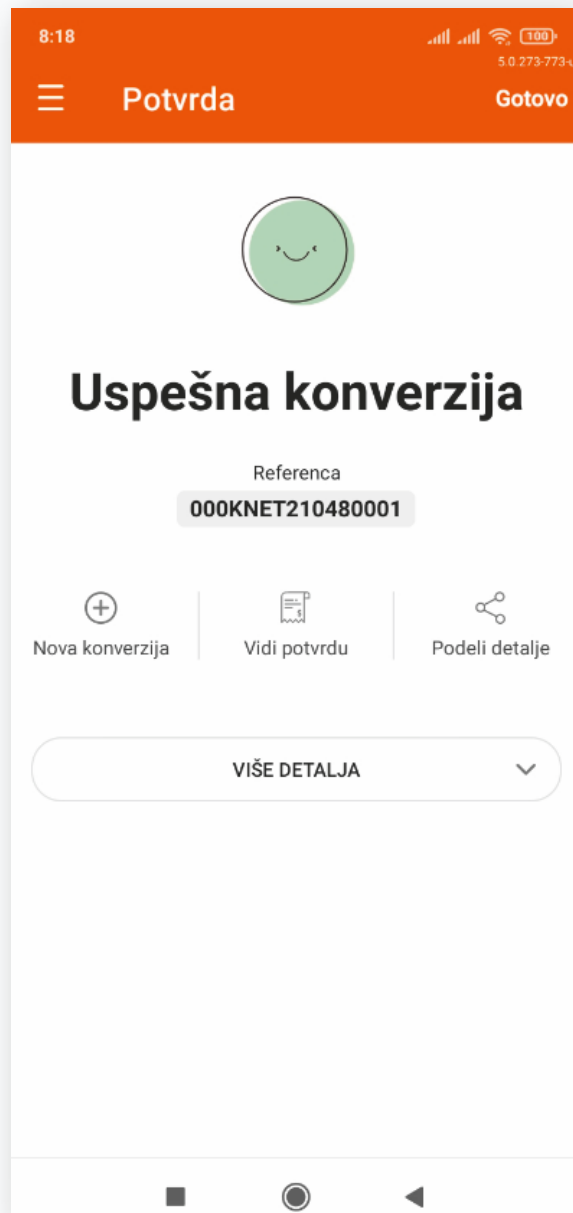 8:18
100
5.0.273-773-u
Potvrda
Gotovo
Uspešna konverzija
Referenca
000KNET210480001
Nova konverzija
Vidi potvrdu
Podeli detalje
VIŠE DETALJA